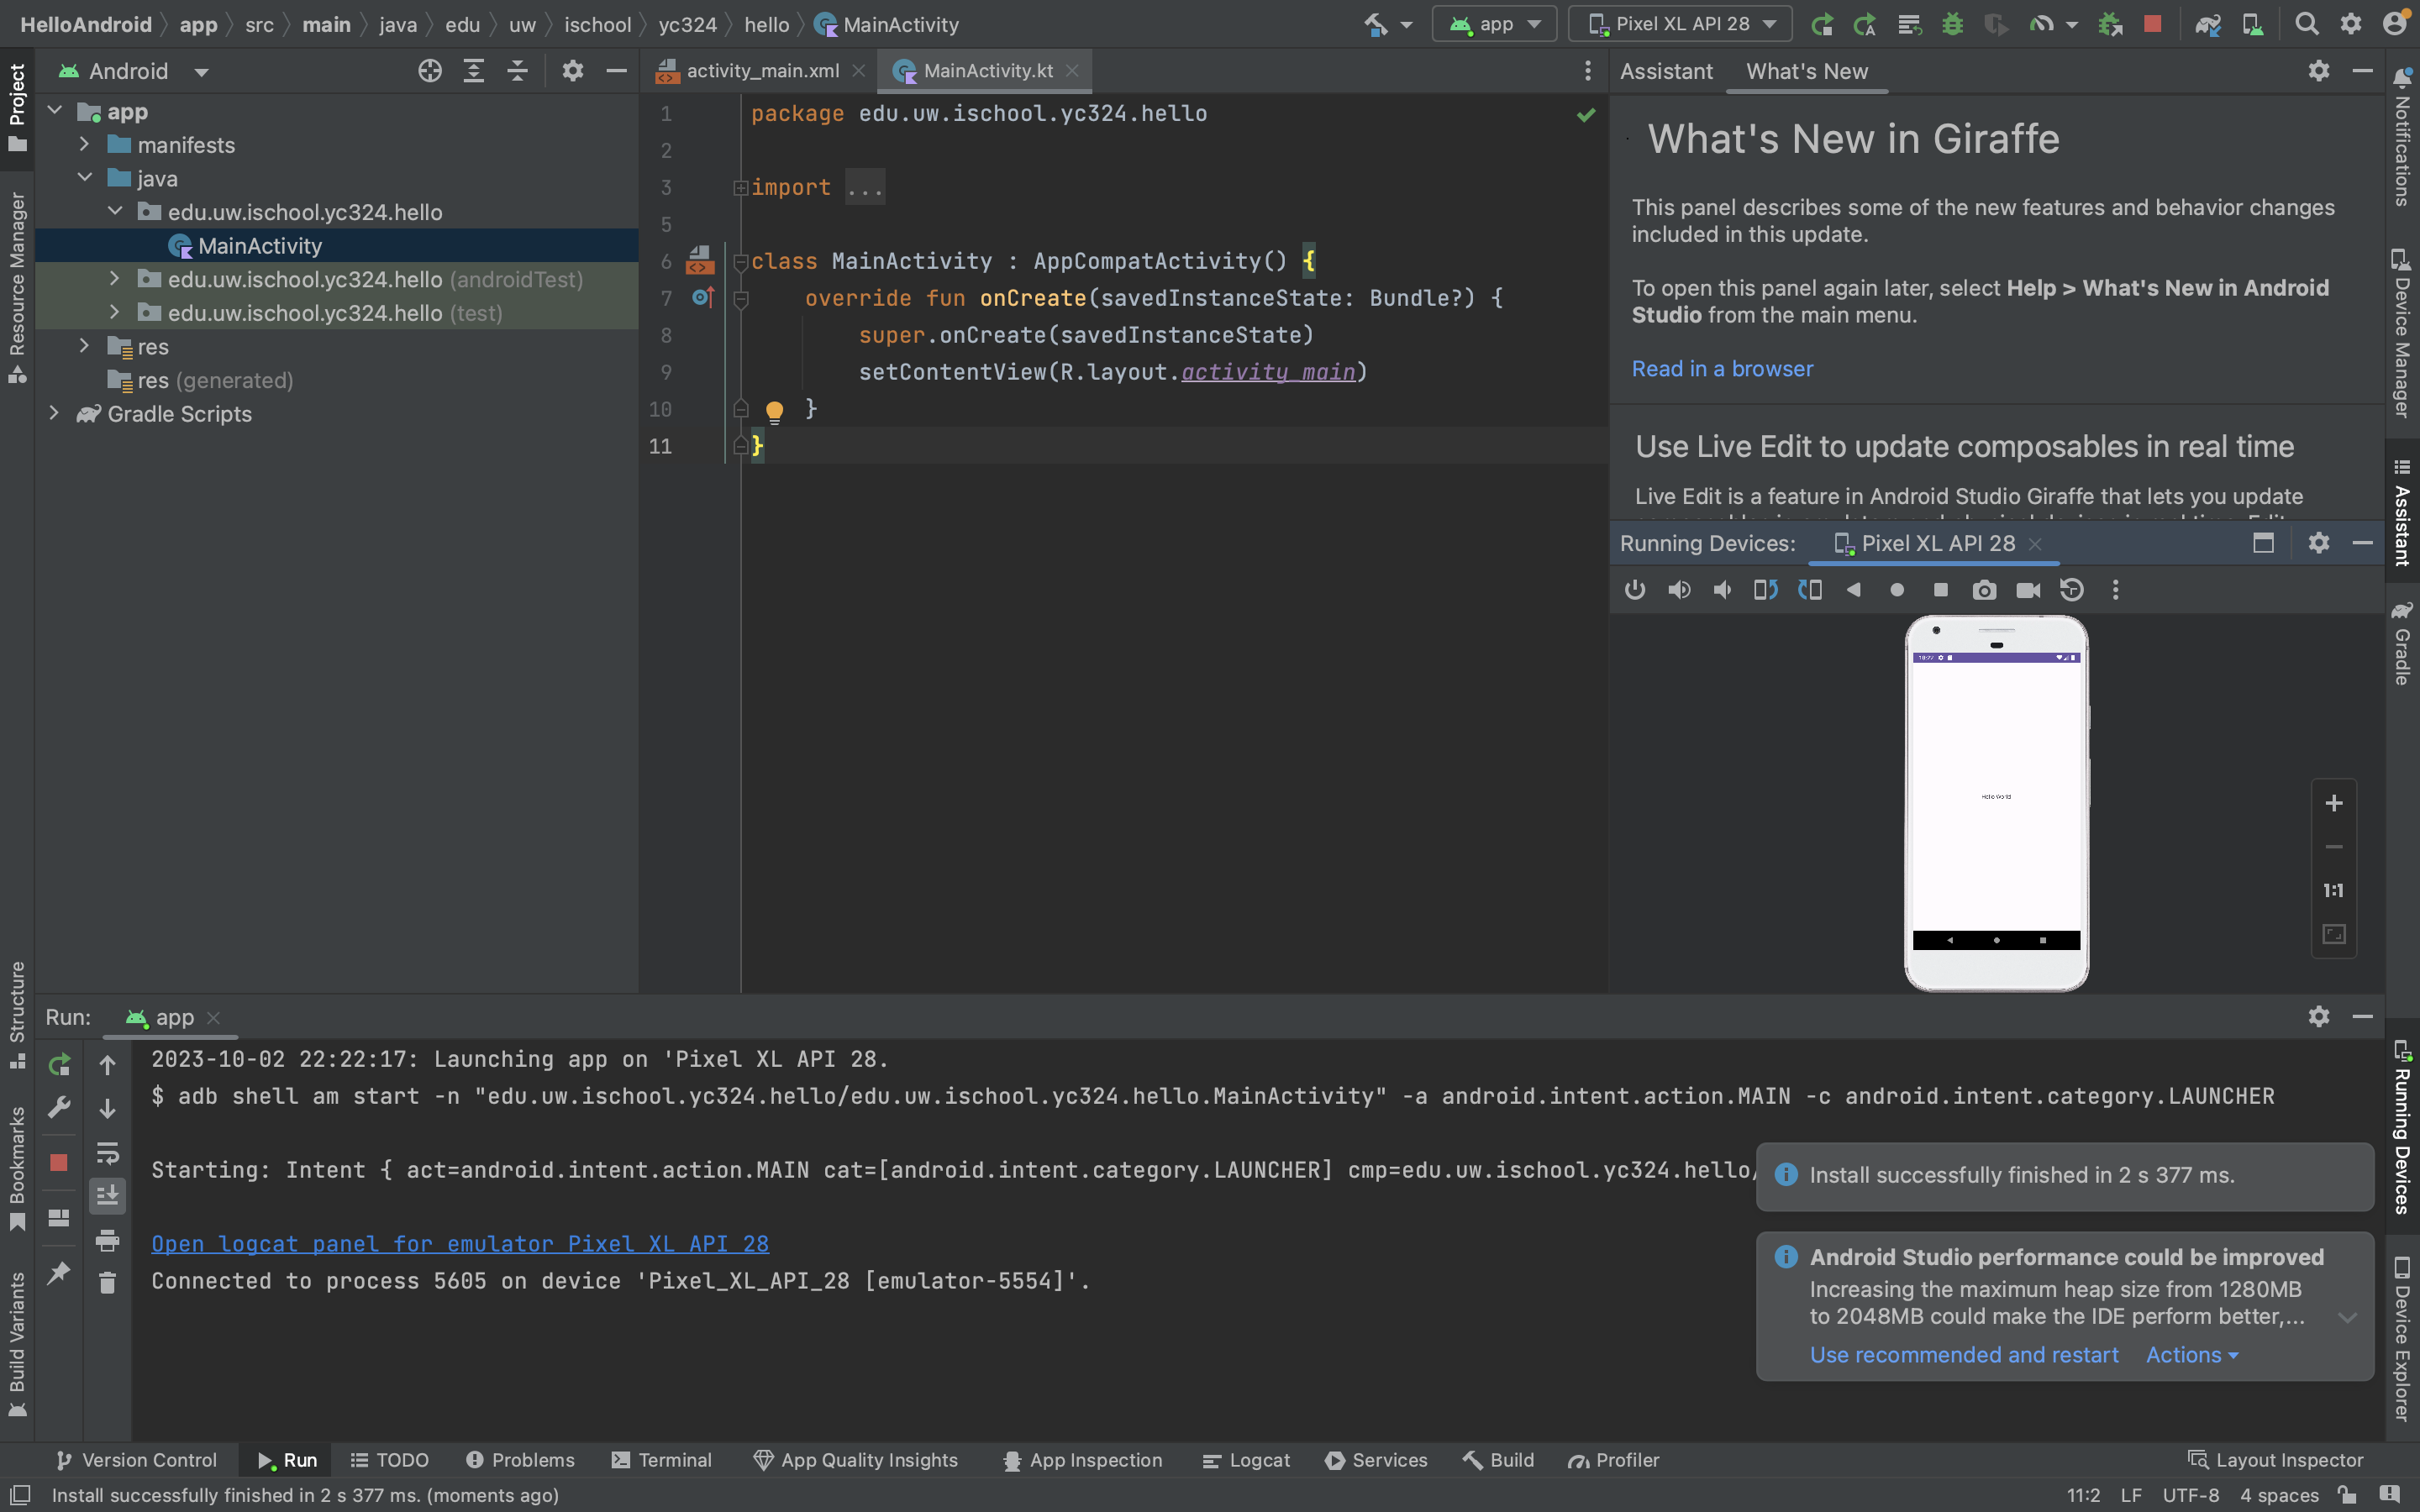 HelloAndroid app src main java edu uw ischool yc324 hello MainActivity
app
Pixel XL API 28
Project
Resource Manager
Structure
Bookmarks
Build Variants
Android
app
manifests
java
edu.uw.ischool.yc324.hello
MainActivity
edu.uw.ischool.yc324.hello (androidTest)
edu.uw.ischool.yc324.hello (test)
res
res (generated)
Gradle Scripts
activity_main.xml
MainActivity.kt
1 package edu.uw.ischool.yc324.hello
2
3 import ...
5
6 class MainActivity : AppCompatActivity() {
7 override fun onCreate(savedInstanceState: Bundle?) {
8 super.onCreate(savedInstanceState)
9 setContentView(R.layout.activity_main)
10 }
11 }
Assistant What's New
What's New in Giraffe
This panel describes some of the new features and behavior changes
included in this update.
To open this panel again later, select Help > What's New in Android
Studio from the main menu.
Read in a browser
Use Live Edit to update composables in real time
Live Edit is a feature in Android Studio Giraffe that lets you update
Running Devices: Pixel XL API 28
Hello World
1:1
Notifications
Device Manager
Assistant
Gradle
Running Devices
Device Explorer
Run: app
2023-10-02 22:22:17: Launching app on 'Pixel XL API 28.
$ adb shell am start -n "edu.uw.ischool.yc324.hello/edu.uw.ischool.yc324.hello.MainActivity" -a android.intent.action.MAIN -c android.intent.category.LAUNCHER
Starting: Intent { act=android.intent.action.MAIN cat=[android.intent.category.LAUNCHER] cmp=edu.uw.ischool.yc324.hello/
Open logcat panel for emulator Pixel XL API 28
Connected to process 5605 on device 'Pixel_XL_API_28 [emulator-5554]'.
Install successfully finished in 2 s 377 ms.
Android Studio performance could be improved
Increasing the maximum heap size from 1280MB
to 2048MB could make the IDE perform better,...
Use recommended and restart Actions
Version Control Run TODO Problems Terminal App Quality Insights App Inspection Logcat Services Build Profiler Layout Inspector
Install successfully finished in 2 s 377 ms. (moments ago)
11:2 LF UTF-8 4 spaces